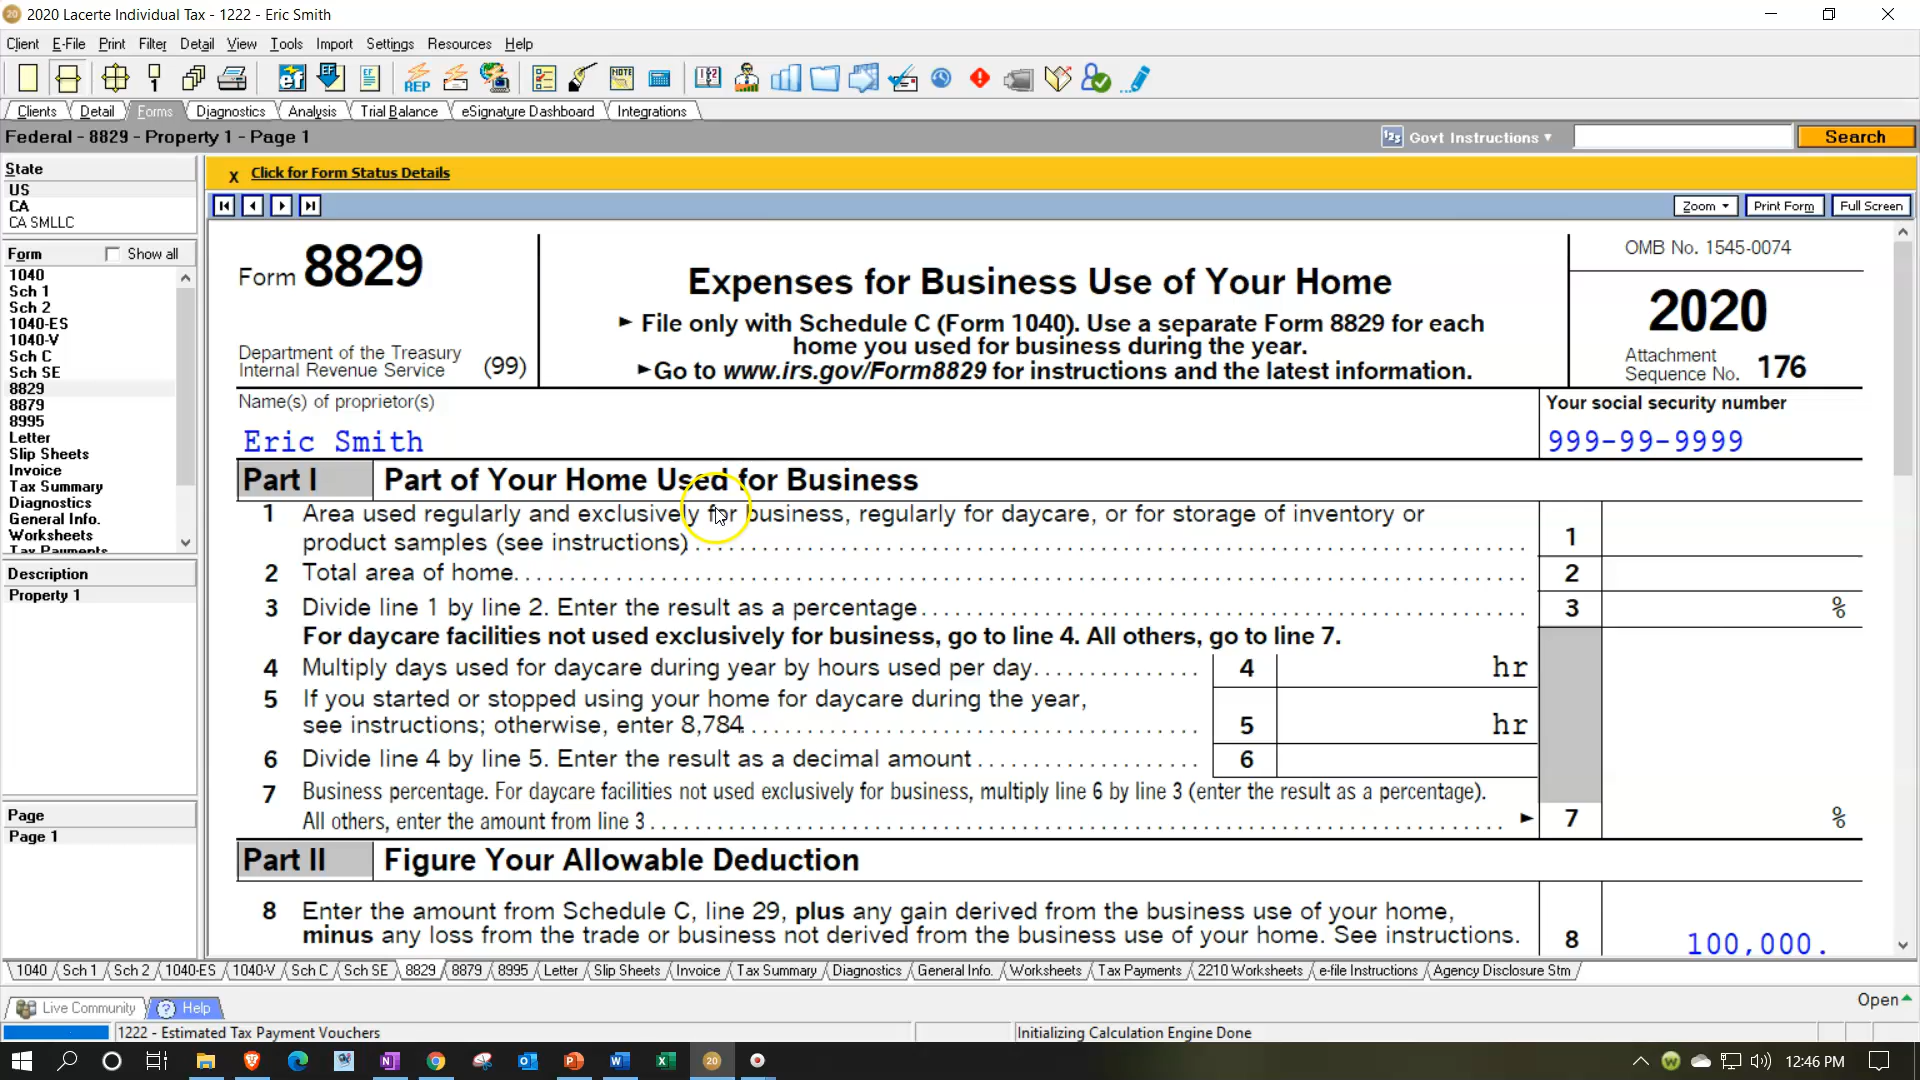 2020 Lacerte Individual Tax - 1222 - Eric Smith
Client E-File Print Filter Detail View Tools Import Settings Resources Help
Clients Detail Forms Diagnostics Analysis Trial Balance eSignature Dashboard Integrations
Federal - 8829 - Property 1 - Page 1
Govt Instructions
Search
State
US
CA
CA SMLLC
Form
Show all
1040
Sch 1
Sch 2
1040-ES
1040-V
Sch C
Sch SE
8829
8879
8995
Letter
Slip Sheets
Invoice
Tax Summary
Diagnostics
General Info.
Worksheets
Tax Payments
Description
Property 1
Page
Page 1
x Click for Form Status Details
Zoom Print Form Full Screen
Form 8829
Department of the Treasury
Internal Revenue Service (99)
Expenses for Business Use of Your Home
► File only with Schedule C (Form 1040). Use a separate Form 8829 for each
home you used for business during the year.
►Go to www.irs.gov/Form8829 for instructions and the latest information.
OMB No. 1545-0074
2020
Attachment
Sequence No. 176
Name(s) of proprietor(s)
Eric Smith
Your social security number
999-99-9999
Part I Part of Your Home Used for Business
1 Area used regularly and exclusively for business, regularly for daycare, or for storage of inventory or
product samples (see instructions) 1
2 Total area of home 2
3 Divide line 1 by line 2. Enter the result as a percentage 3 %
For daycare facilities not used exclusively for business, go to line 4. All others, go to line 7.
4 Multiply days used for daycare during year by hours used per day 4 hr
5 If you started or stopped using your home for daycare during the year,
see instructions; otherwise, enter 8,784 5 hr
6 Divide line 4 by line 5. Enter the result as a decimal amount 6
7 Business percentage. For daycare facilities not used exclusively for business, multiply line 6 by line 3 (enter the result as a percentage).
All others, enter the amount from line 3 ► 7 %
Part II Figure Your Allowable Deduction
8 Enter the amount from Schedule C, line 29, plus any gain derived from the business use of your home,
minus any loss from the trade or business not derived from the business use of your home. See instructions. 8 100,000.
1040 Sch 1 Sch 2 1040-ES 1040-V Sch C Sch SE 8829 8879 8995 Letter Slip Sheets Invoice Tax Summary Diagnostics General Info. Worksheets Tax Payments 2210 Worksheets e-file Instructions Agency Disclosure Stm
Live Community Help
Open
1222 - Estimated Tax Payment Vouchers
Initializing Calculation Engine Done
12:46 PM